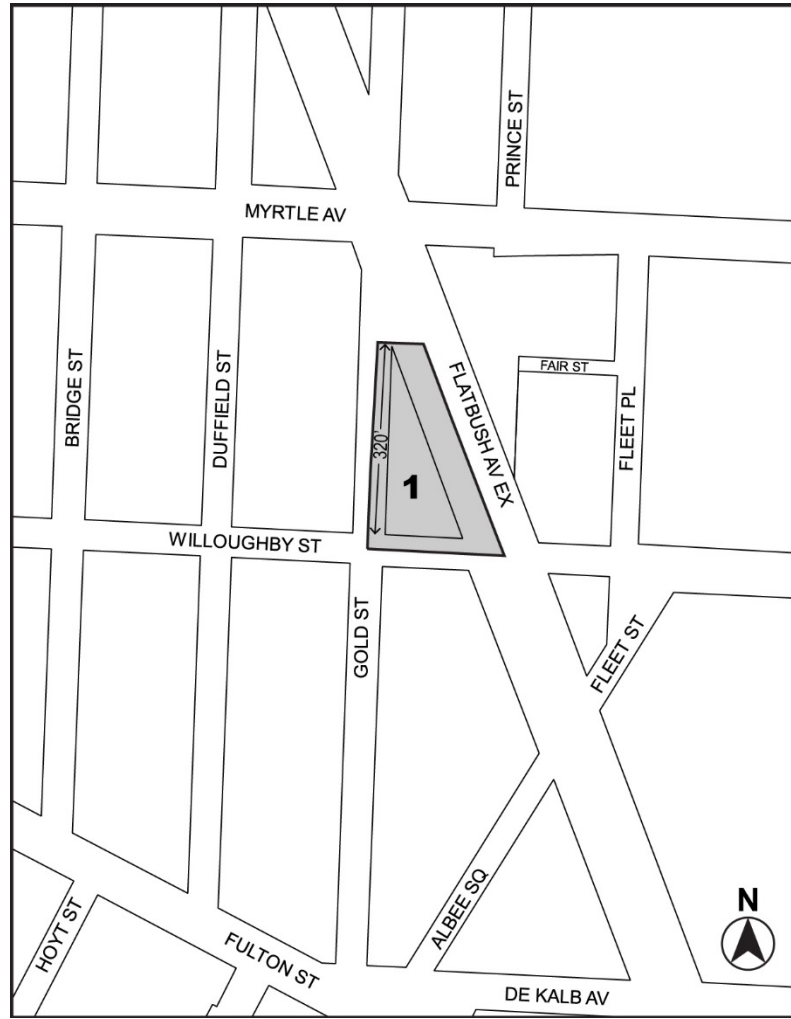 PRINCE ST
MYRTLE AV
FAIR ST
FLATBUSH AV EX
BRIDGE ST
DUFFIELD ST
FLEET PL
320'
1
WILLOUGHBY ST
GOLD ST
FLEET ST
ALBEE SQ
N
HOYT ST
FULTON ST
DE KALB AV